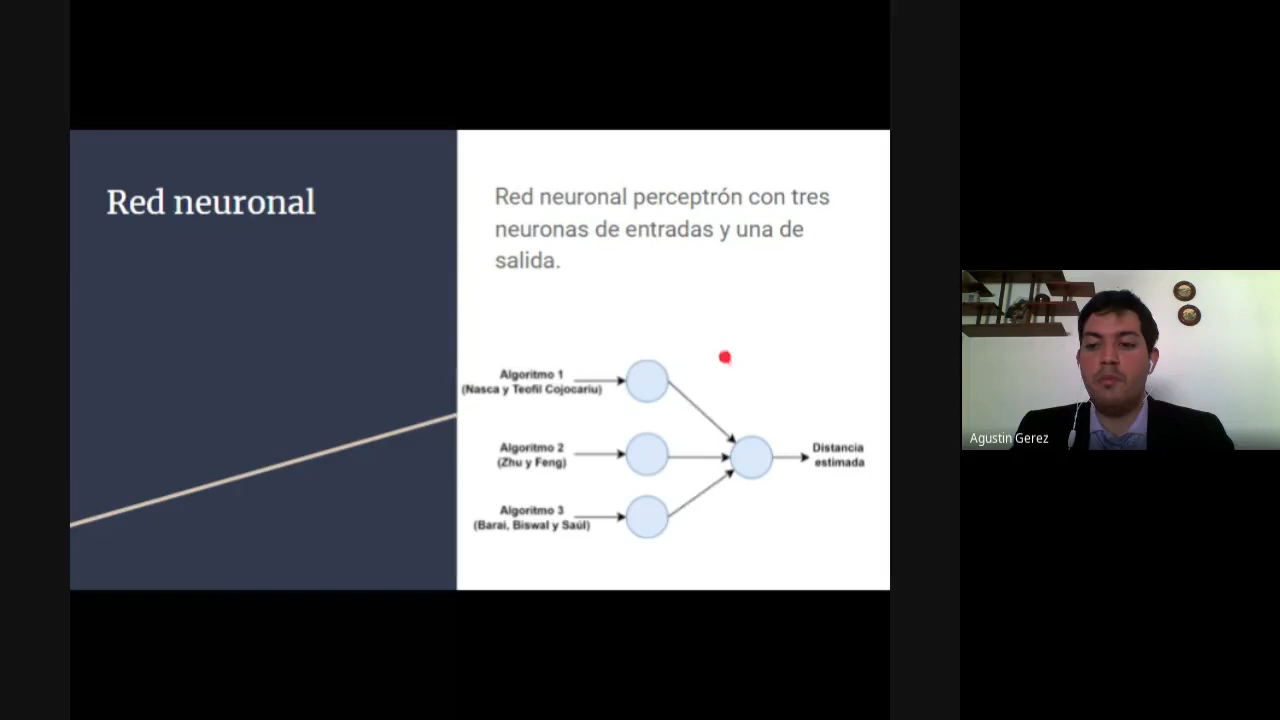 Red neuronal
Red neuronal perceptrón con tres
neuronas de entradas y una de
salida.
Algoritmo 1
(Nasca y Teofil Cojocariu)
Algoritmo 2
(Zhu y Feng)
Algoritmo 3
(Barai, Biswal y Saúl)
Distancia
estimada
Agustin Gerez